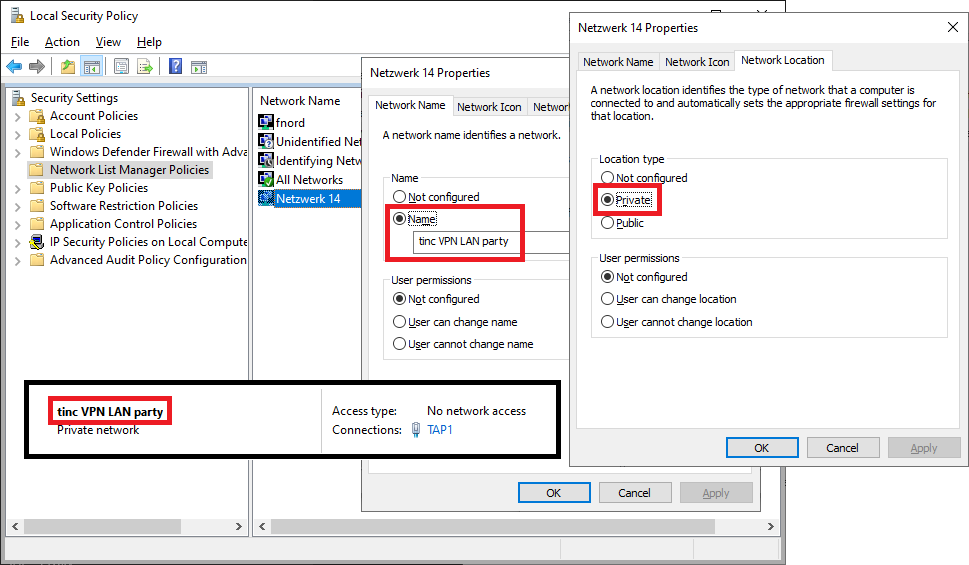 Local Security Policy
File Action View Help
Security Settings
Account Policies
Local Policies
Windows Defender Firewall with Adva
Network List Manager Policies
Public Key Policies
Software Restriction Policies
Application Control Policies
IP Security Policies on Local Compute
Advanced Audit Policy Configuration
Network Name
fnord
Unidentified Net
Identifying Netw
All Networks
Netzwerk 14
Netzwerk 14 Properties
Network Name Network Icon Netwo
A network name identifies a network.
Name
Not configured
Name
tinc VPN LAN party
User permissions
Not configured
User can change name
User cannot change name
OK Cancel Apply
Netzwerk 14 Properties
Network Name Network Icon Network Location
A network location identifies the type of network that a computer is
connected to and automatically sets the appropriate firewall settings for
that location.
Location type
Not configured
Private
Public
User permissions
Not configured
User can change location
User cannot change location
OK Cancel Apply
tinc VPN LAN party
Private network
Access type: No network access
Connections: TAP1